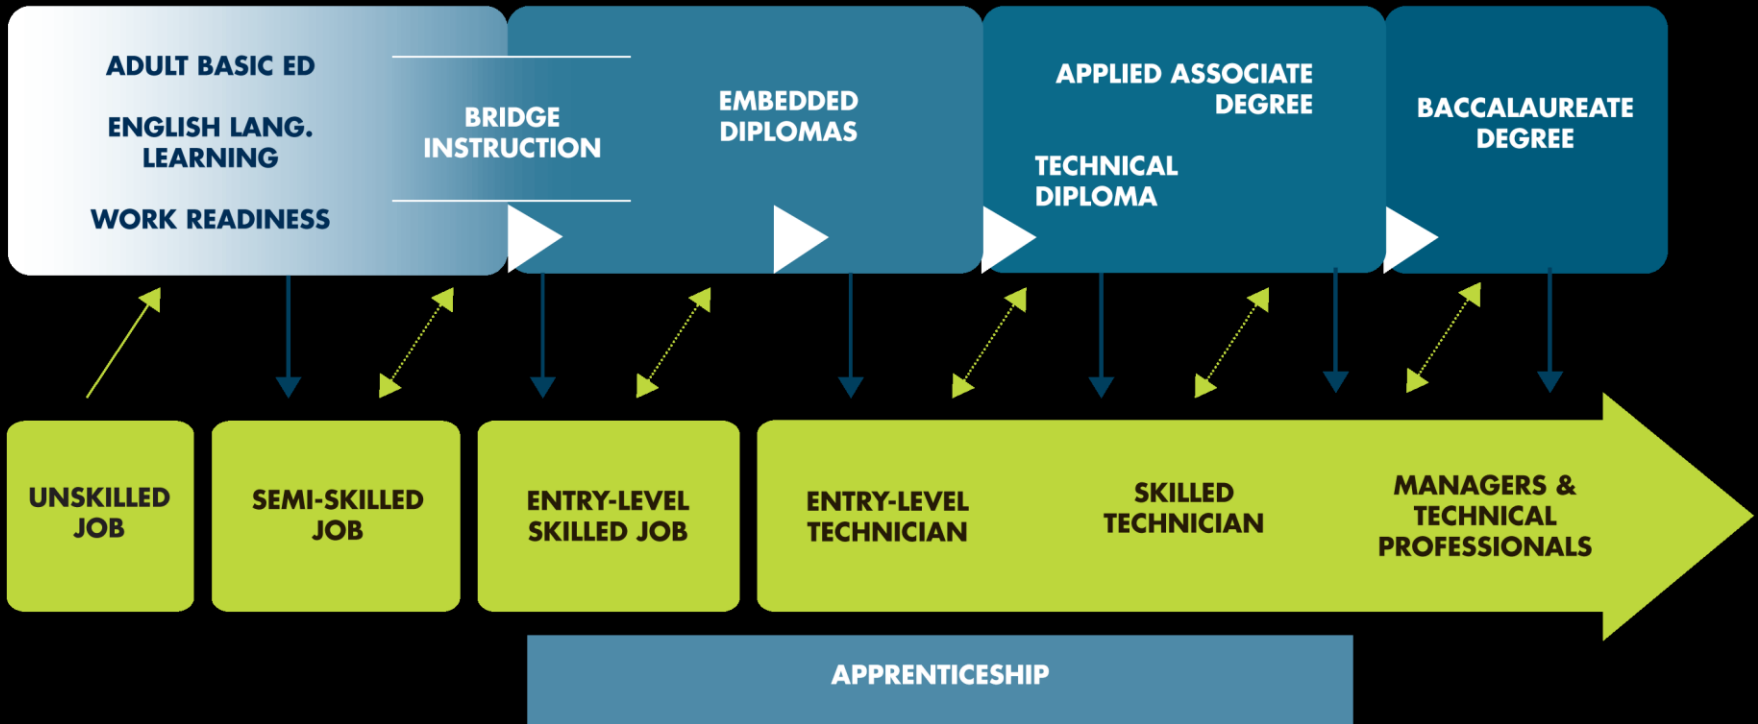 ADULT BASIC ED
ENGLISH LANG.
LEARNING
WORK READINESS
BRIDGE
INSTRUCTION
EMBEDDED
DIPLOMAS
APPLIED ASSOCIATE
DEGREE
TECHNICAL
DIPLOMA
BACCALAUREATE
DEGREE
UNSKILLED
JOB
SEMI-SKILLED
JOB
ENTRY-LEVEL
SKILLED JOB
ENTRY-LEVEL
TECHNICIAN
SKILLED
TECHNICIAN
MANAGERS &
TECHNICAL
PROFESSIONALS
APPRENTICESHIP